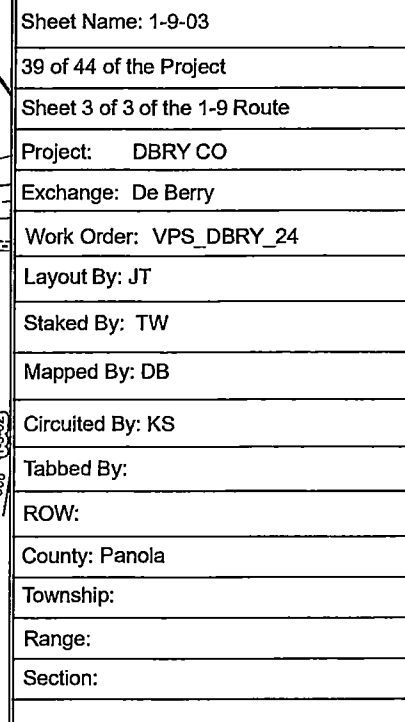 Sheet Name: 1-9-03
39 of 44 of the Project
Sheet 3 of 3 of the 1-9 Route
Project: DBRY CO
Exchange: De Berry
Work Order: VPS_DBRY_24
Layout By: JT
Staked By: TW
Mapped By: DB
Circuited By: KS
Tabbed By:
ROW:
County: Panola
Township:
Range:
Section: